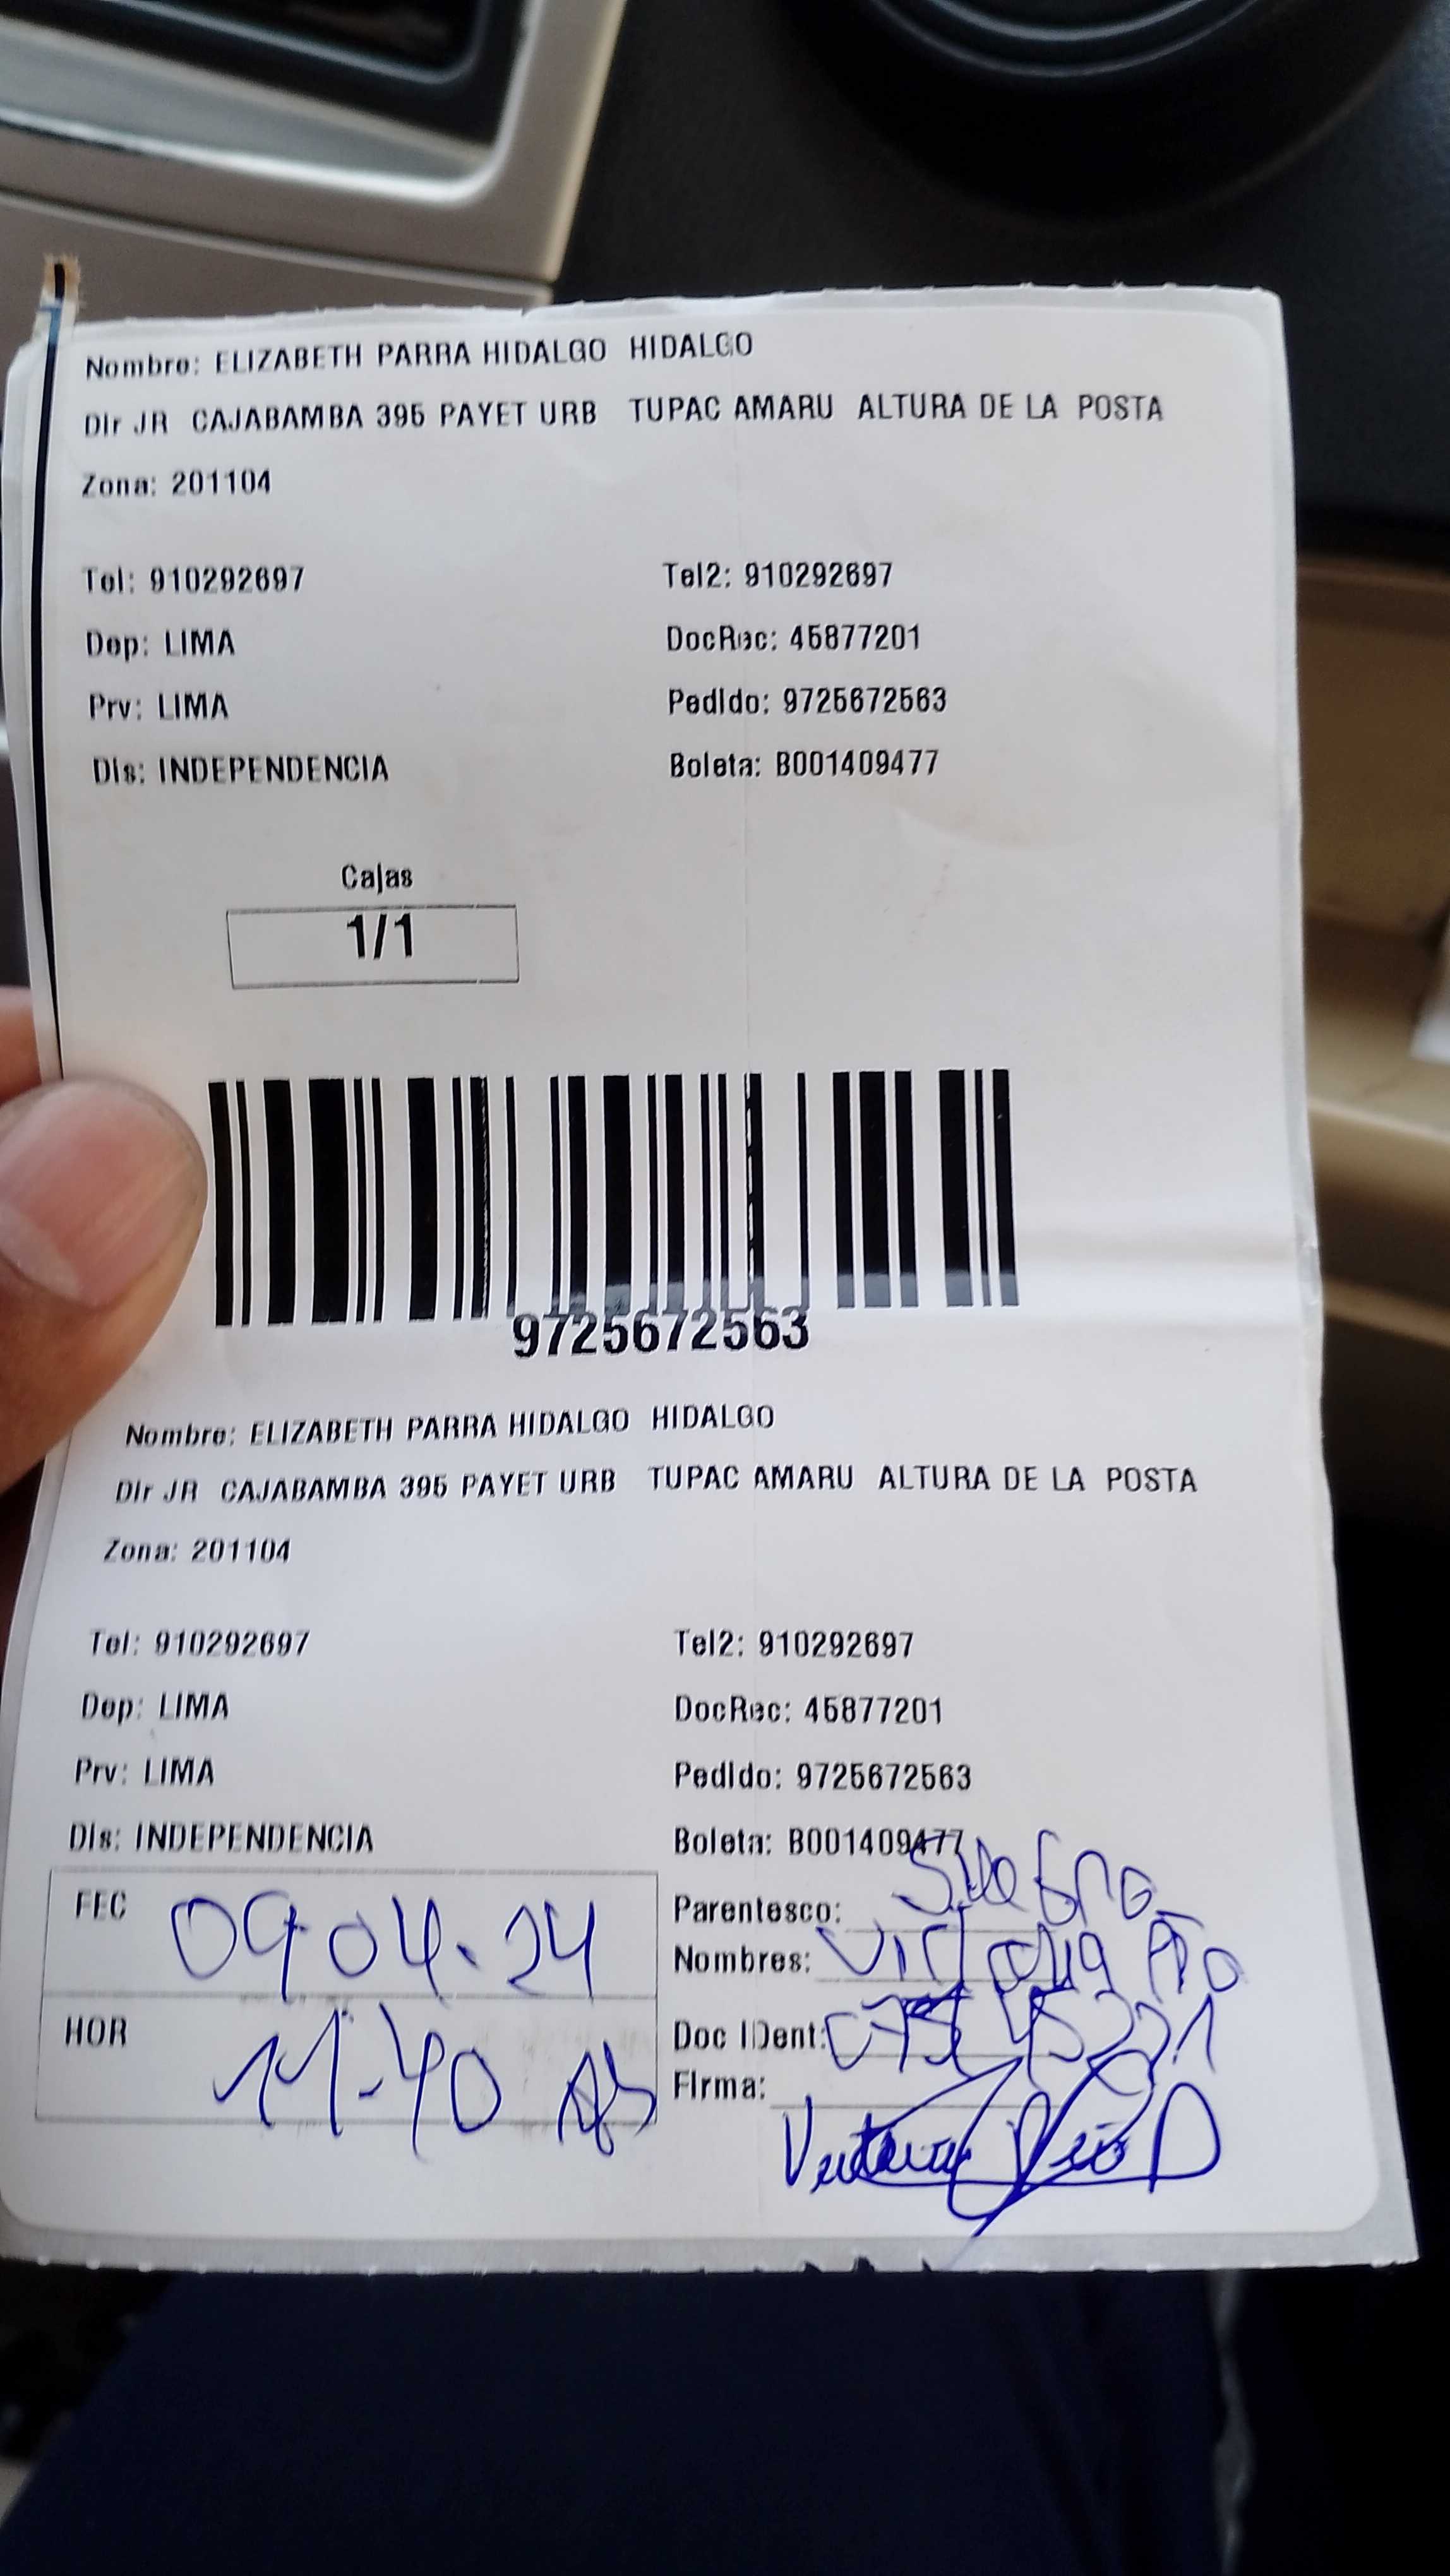 Nombre: ELIZABETH PARRA HIDALGO HIDALGO
Dir JR CAJABAMBA 395 PAYET URB TUPAC AMARU ALTURA DE LA POSTA
Zona: 201104
Tel: 910292697 Tel2: 910292697
Dep: LIMA DocRec: 45877201
Prv: LIMA Pedido: 9725672563
Dis: INDEPENDENCIA Boleta: B001409477
Cajas
1/1
9725672563
Nombre: ELIZABETH PARRA HIDALGO HIDALGO
Dir JR CAJABAMBA 395 PAYET URB TUPAC AMARU ALTURA DE LA POSTA
Zona: 201104
Tel: 910292697 Tel2: 910292697
Dep: LIMA DocRec: 45877201
Prv: LIMA Pedido: 9725672563
Dis: INDEPENDENCIA Boleta: B001409477
FEC 09 04. 24 Parentesco: Suegra
Nombres: Victoria
HOR 11-40 Doc IDent:
Firma: